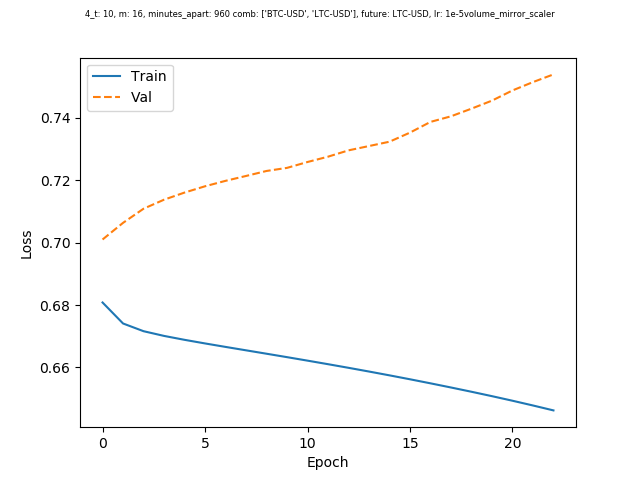 4_t: 10, m: 16, minutes_apart: 960 comb: ['BTC-USD', 'LTC-USD'], future: LTC-USD, lr: 1e-5volume_mirror_scaler
Train
Val
0.74
0.72
0.70
0.68
0.66
Loss
0 5 10 15 20
Epoch